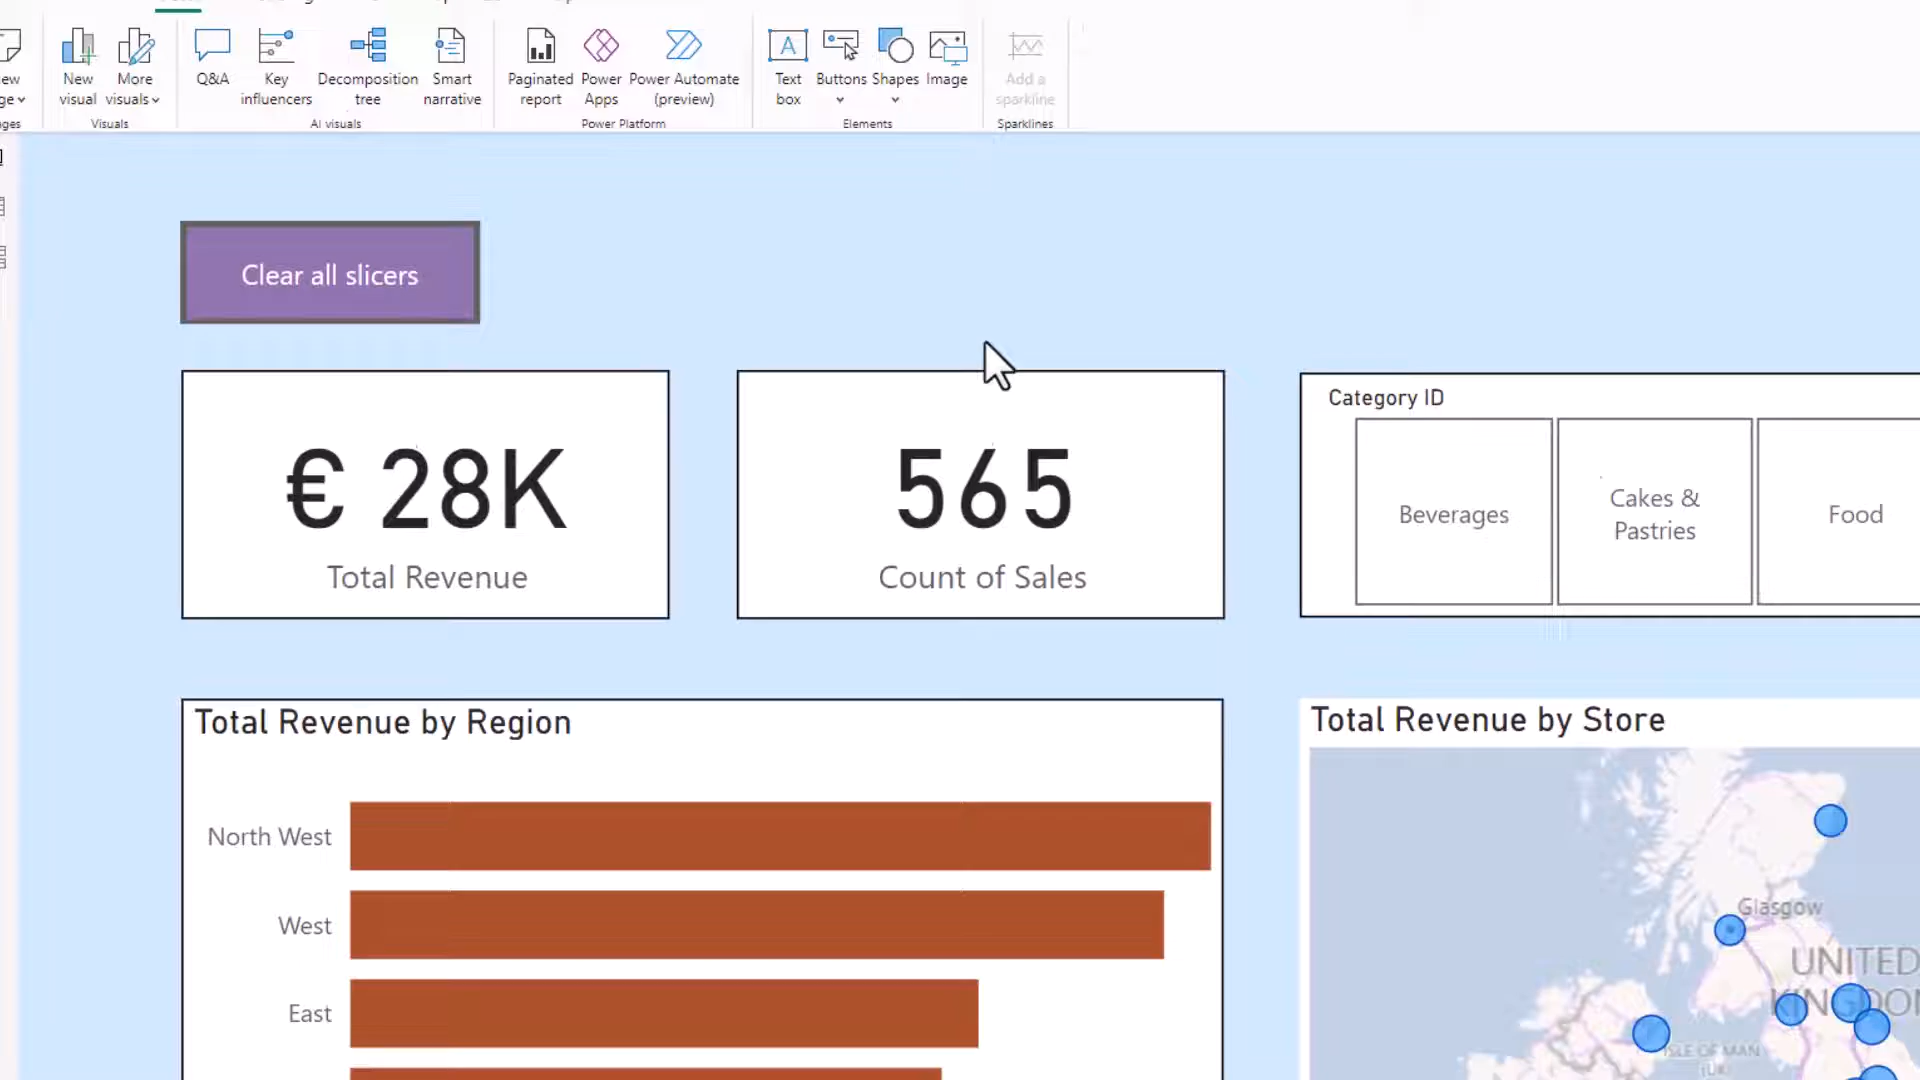 New
visual
More
visuals
Q&A
Key
influencers
Decomposition
tree
Smart
narrative
Paginated
report
Power
Apps
Power Automate
(preview)
Text
box
Buttons
Shapes
Image
Add a
sparkline
Visuals
AI visuals
Power Platform
Elements
Sparklines
Clear all slicers
€ 28K
Total Revenue
565
Count of Sales
Category ID
Beverages
Cakes &
Pastries
Food
Total Revenue by Region
North West
West
East
Total Revenue by Store
Glasgow
UNITED
KINGDO
ISLE OF MAN
(UK)